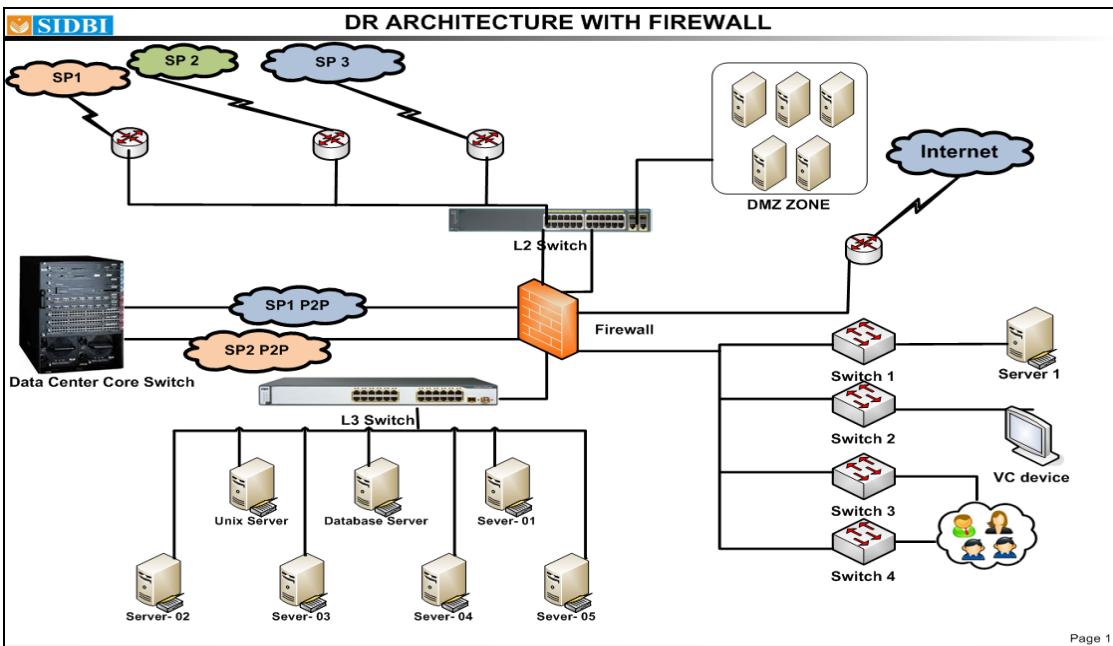 SIDBI
DR ARCHITECTURE WITH FIREWALL
SP1
SP 2
SP 3
Internet
DMZ ZONE
L2 Switch
SP1 P2P
Firewall
SP2 P2P
Data Center Core Switch
Switch 1
Server 1
L3 Switch
Switch 2
VC device
Unix Server
Database Server
Sever- 01
Switch 3
Switch 4
Server- 02
Sever- 03
Sever- 04
Sever- 05
Page 1